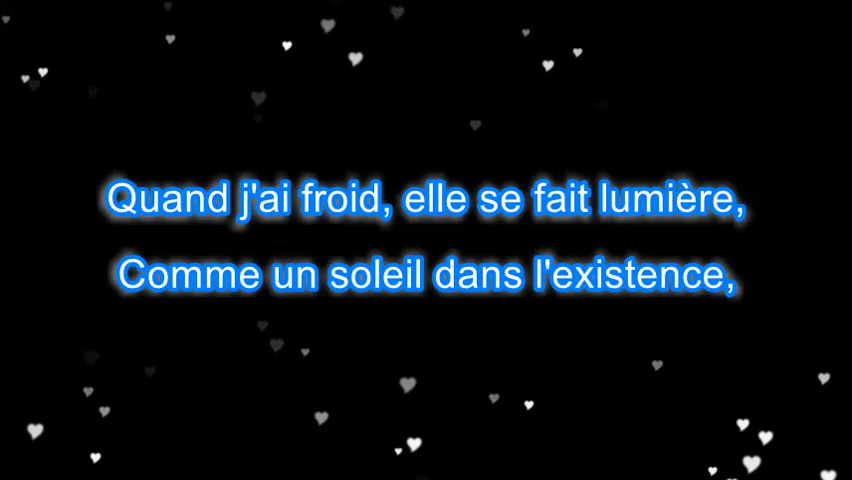 Quand j'ai froid, elle se fait lumière,
Comme un soleil dans l'existence,